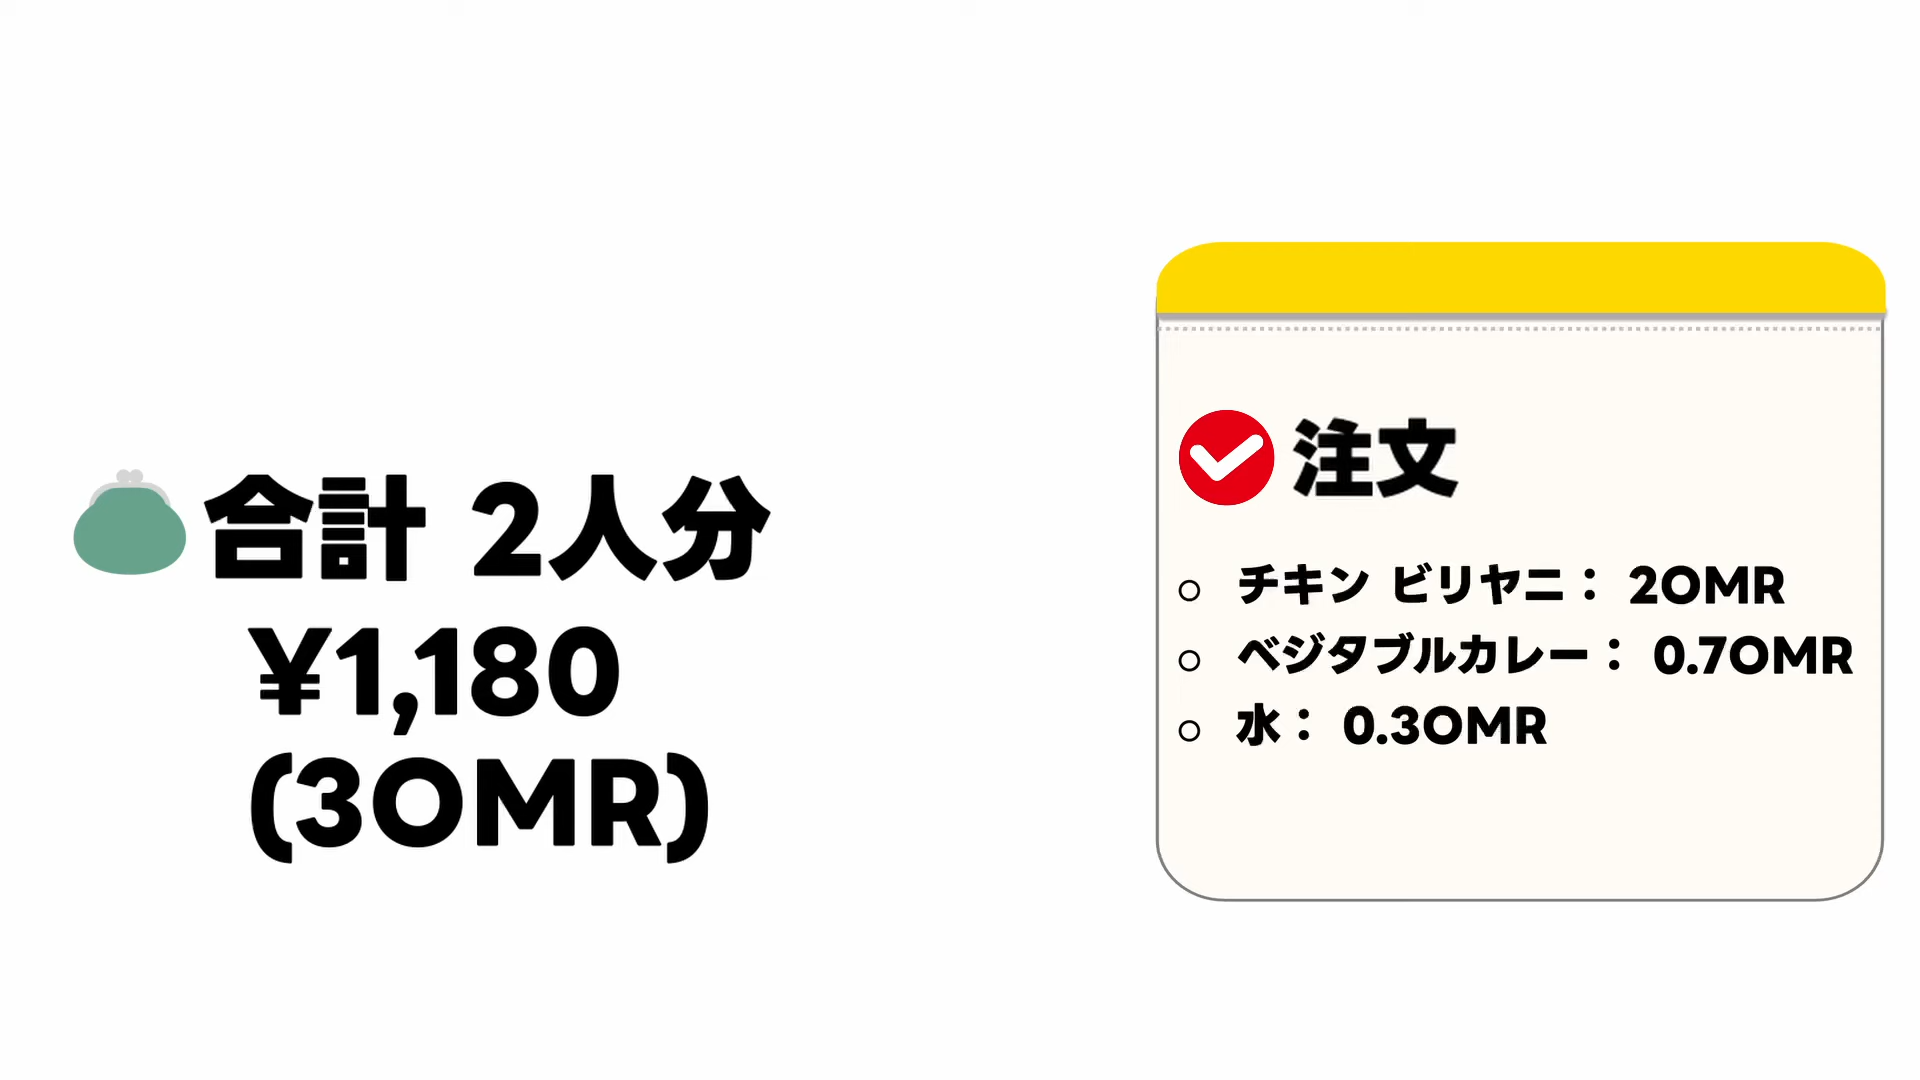 合計 2人分
¥1,180
(3OMR)
注文
チキン ビリヤニ： 2OMR
ベジタブルカレー： 0.7OMR
水： 0.3OMR